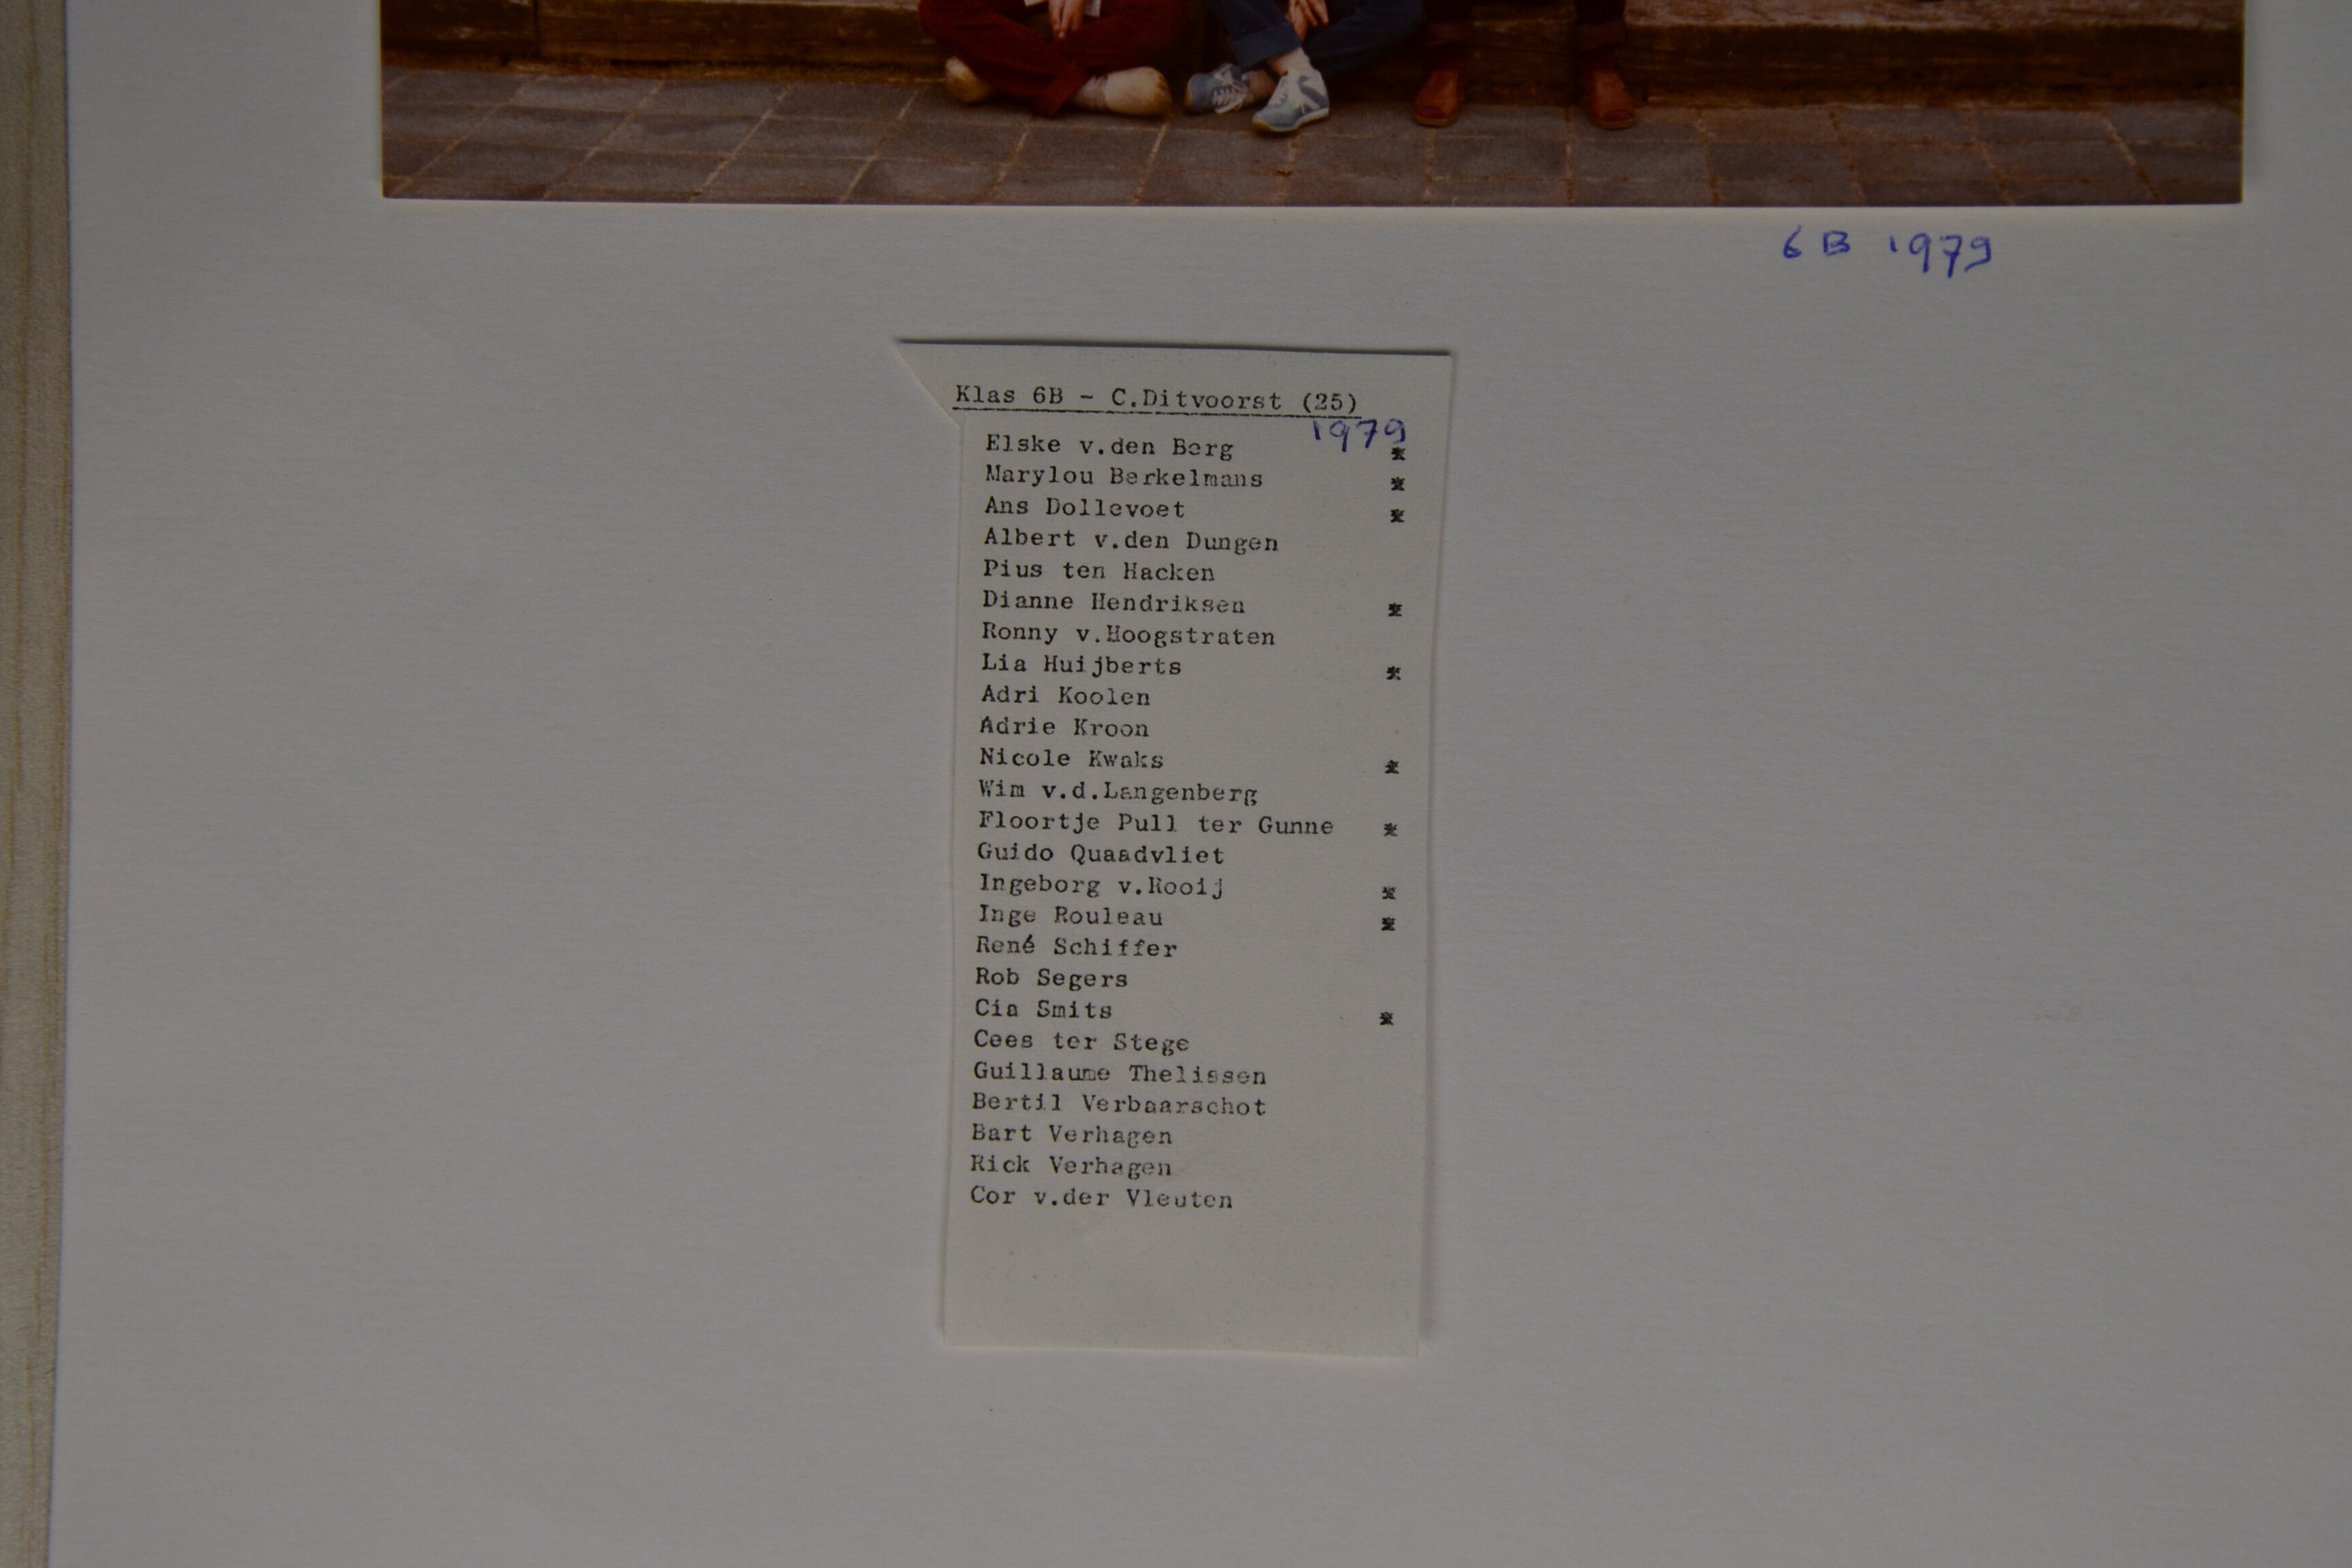 6B 1979
Klas 6B - C.Ditvoorst (25)
1979
Elske v.den Berg *
Marylou Berkelmans *
Ans Dollevoet *
Albert v.den Dungen
Pius ten Hacken
Dianne Hendriksen *
Ronny v.Hoogstraten
Lia Huijberts *
Adri Koolen
Adrie Kroon
Nicole Kwaks *
Wim v.d.Langenberg
Floortje Pull ter Gunne *
Guido Quaadvliet
Ingeborg v.Rooij *
Inge Rouleau *
René Schiffer
Rob Segers
Cia Smits *
Cees ter Stege
Guillaume Thelissen
Bertil Verbaarschot
Bart Verhagen
Rick Verhagen
Cor v.der Vleuten